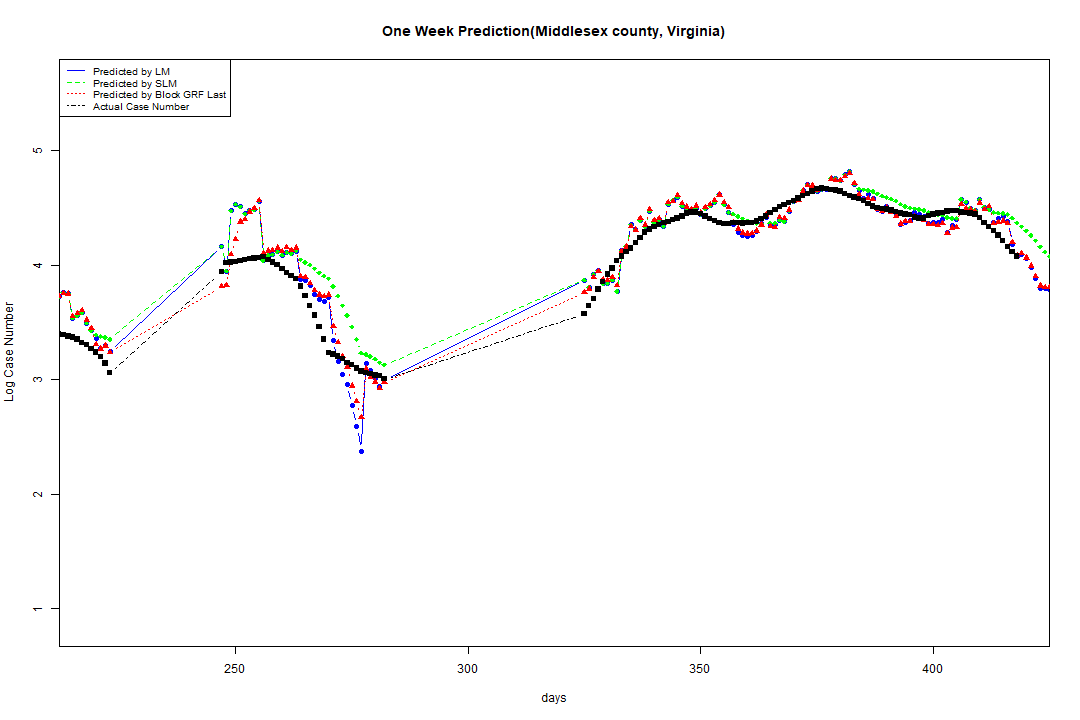 One Week Prediction(Middlesex county, Virginia)
Predicted by LM
Predicted by SLM
Predicted by Block GRF Last
Actual Case Number
5
4
3
2
1
Log Case Number
250 300 350 400
days